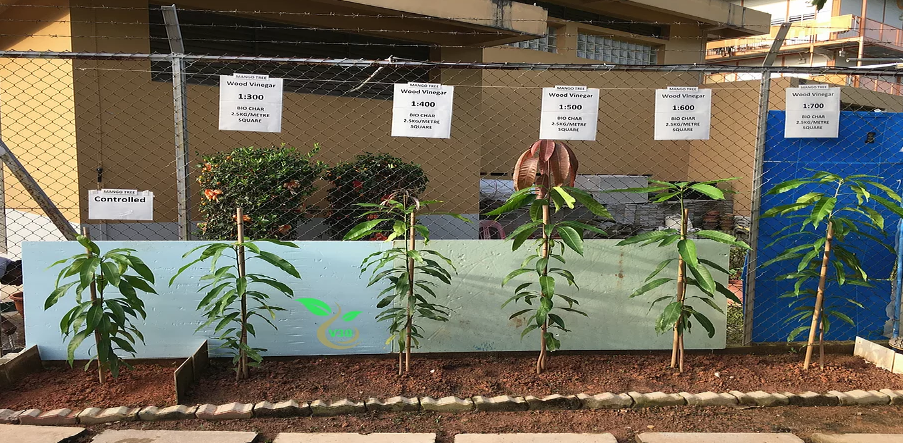 MANGO TREE
Controlled
MANGO TREE
Wood Vinegar
1:300
BIO CHAR
2.5KG/METRE
SQUARE
MANGO TREE
Wood Vinegar
1:400
BIO CHAR
2.5KG/METRE
SQUARE
MANGO TREE
Wood Vinegar
1:500
BIO CHAR
2.5KG/METRE
SQUARE
MANGO TREE
Wood Vinegar
1:600
BIO CHAR
2.5KG/METRE
SQUARE
MANGO TREE
Wood Vinegar
1:700
BIO CHAR
2.5KG/METRE
SQUARE